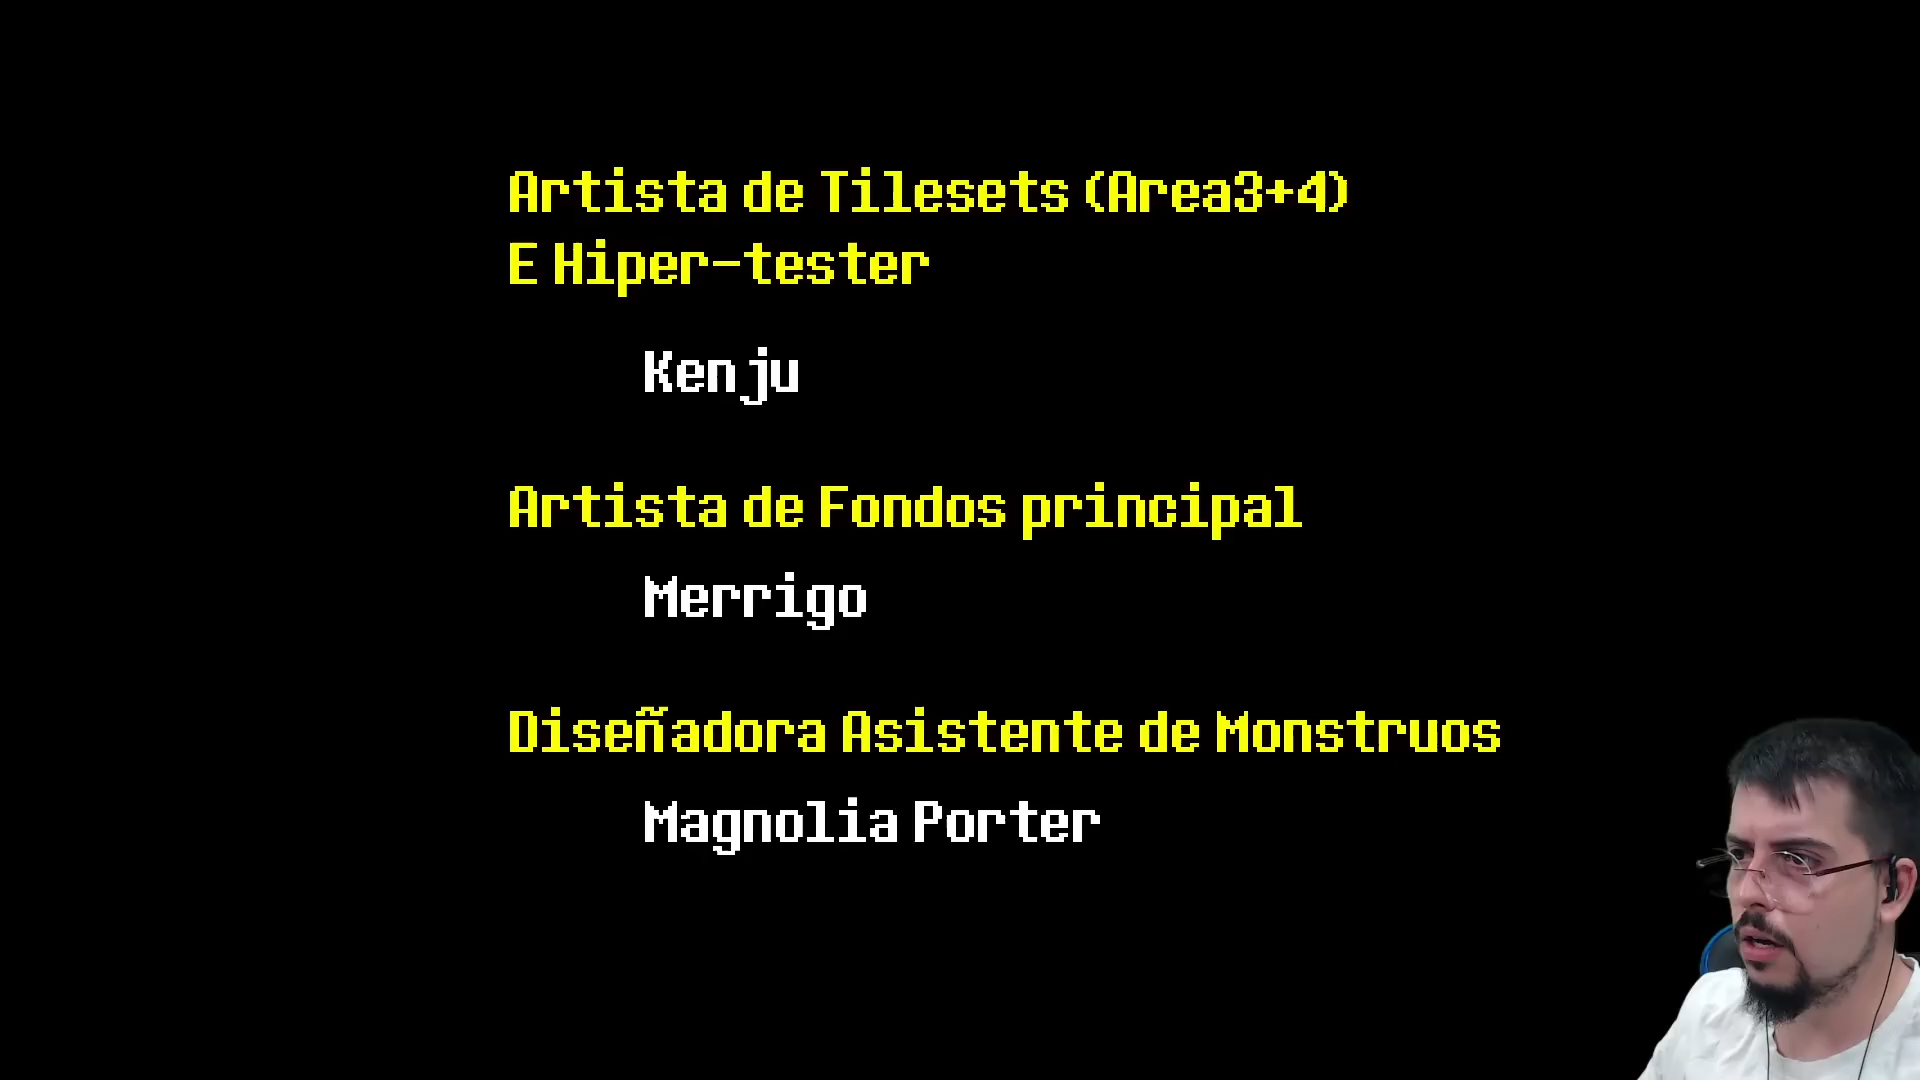 Artista de Tilesets (Area3+4)
E Hiper-tester
Kenju
Artista de Fondos principal
Merrigo
Diseñadora Asistente de Monstruos
Magnolia Porter